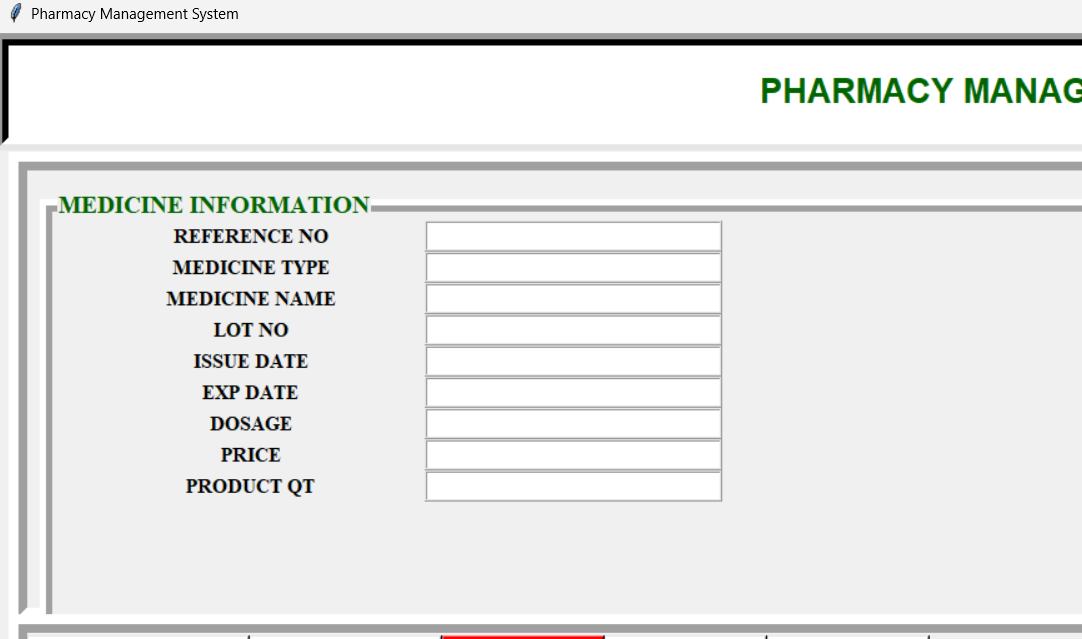 Pharmacy Management System
PHARMACY MANAG
MEDICINE INFORMATION
REFERENCE NO
MEDICINE TYPE
MEDICINE NAME
LOT NO
ISSUE DATE
EXP DATE
DOSAGE
PRICE
PRODUCT QT